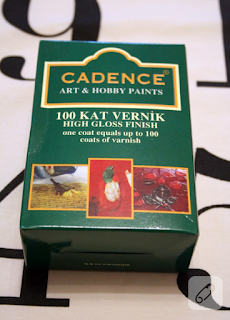 CADENCE®
ART & HOBBY PAINTS
100 KAT VERNİK
HIGH GLOSS FINISH
one coat equals up to 100
coats of varnish